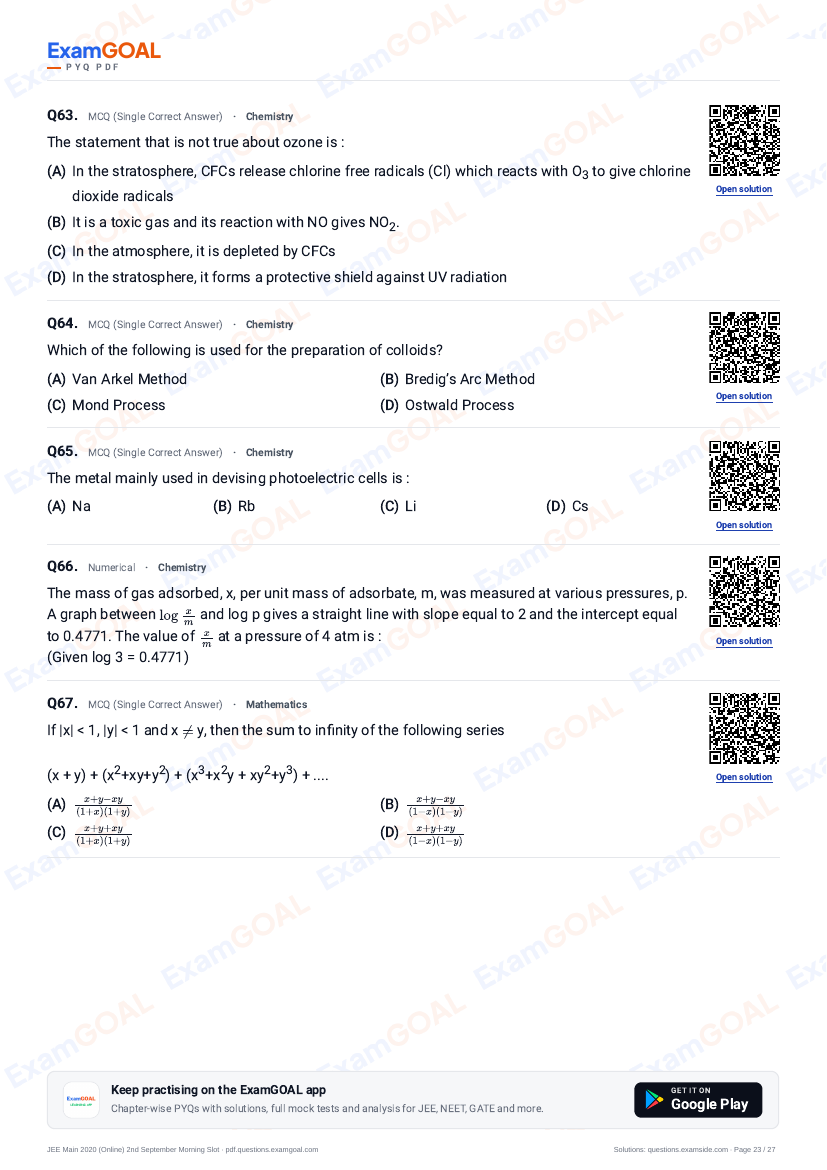 ExamGOAL
PYQ PDF
Q63. MCQ (Single Correct Answer) · Chemistry
The statement that is not true about ozone is :
(A) In the stratosphere, CFCs release chlorine free radicals (Cl) which reacts with O₃ to give chlorine
dioxide radicals
(B) It is a toxic gas and its reaction with NO gives NO₂.
(C) In the atmosphere, it is depleted by CFCs
(D) In the stratosphere, it forms a protective shield against UV radiation
Open solution
Q64. MCQ (Single Correct Answer) · Chemistry
Which of the following is used for the preparation of colloids?
(A) Van Arkel Method (B) Bredig's Arc Method
(C) Mond Process (D) Ostwald Process
Open solution
Q65. MCQ (Single Correct Answer) · Chemistry
The metal mainly used in devising photoelectric cells is :
(A) Na (B) Rb (C) Li (D) Cs
Open solution
Q66. Numerical · Chemistry
The mass of gas adsorbed, x, per unit mass of adsorbate, m, was measured at various pressures, p.
A graph between log x/m and log p gives a straight line with slope equal to 2 and the intercept equal
to 0.4771. The value of x/m at a pressure of 4 atm is :
(Given log 3 = 0.4771)
Open solution
Q67. MCQ (Single Correct Answer) · Mathematics
If |x| < 1, |y| < 1 and x ≠ y, then the sum to infinity of the following series
(x + y) + (x²+xy+y²) + (x³+x²y + xy²+y³) + ....
(A) x+y−xy/(1+x)(1+y) (B) x+y−xy/(1−x)(1−y)
(C) x+y+xy/(1+x)(1+y) (D) x+y+xy/(1−x)(1−y)
Open solution
Keep practising on the ExamGOAL app
Chapter-wise PYQs with solutions, full mock tests and analysis for JEE, NEET, GATE and more.
GET IT ON
Google Play
JEE Main 2020 (Online) 2nd September Morning Slot · pdf.questions.examgoal.com
Solutions: questions.examside.com · Page 23 / 27